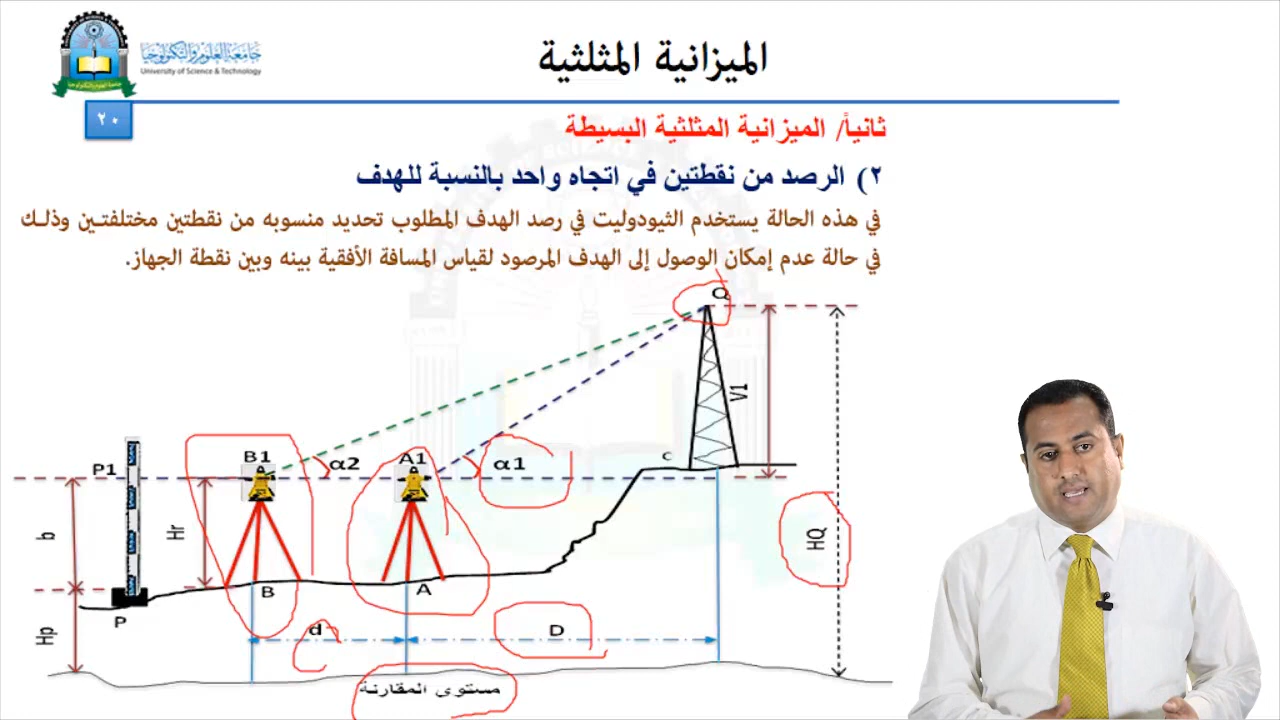 جامعة العلوم والتكنولوجيا
University of Science & Technology
الميزانية المثلثية
٢٠
ثانياً/ الميزانية المثلثية البسيطة
٢) الرصد من نقطتين في اتجاه واحد بالنسبة للهدف
في هذه الحالة يستخدم الثيودوليت في رصد الهدف المطلوب تحديد منسوبه من نقطتين مختلفتين وذلك
في حالة عدم إمكان الوصول إلى الهدف المرصود لقياس المسافة الأفقية بينه وبين نقطة الجهاز.
Q
V1
C
P1
B1
α2
A1
α1
b
Hr
HQ
B
A
P
Hp
d
D
مستوى المقارنة